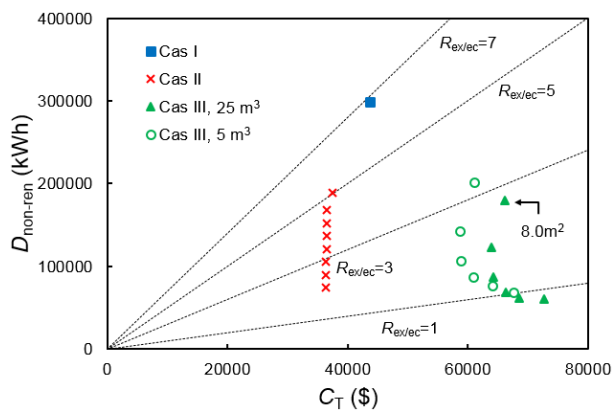 400000
300000
200000
100000
0
D_non-ren (kWh)
Cas I
Cas II
Cas III, 25 m³
Cas III, 5 m³
R_ex/ec=7
R_ex/ec=5
8.0m²
R_ex/ec=3
R_ex/ec=1
0 20000 40000 60000 80000
C_T ($)